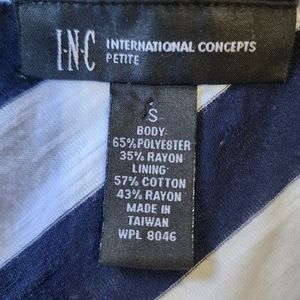 I·N·C INTERNATIONAL CONCEPTS
PETITE
S
BODY:
65% POLYESTER
35% RAYON
LINING:
57% COTTON
43% RAYON
MADE IN
TAIWAN
WPL 8046